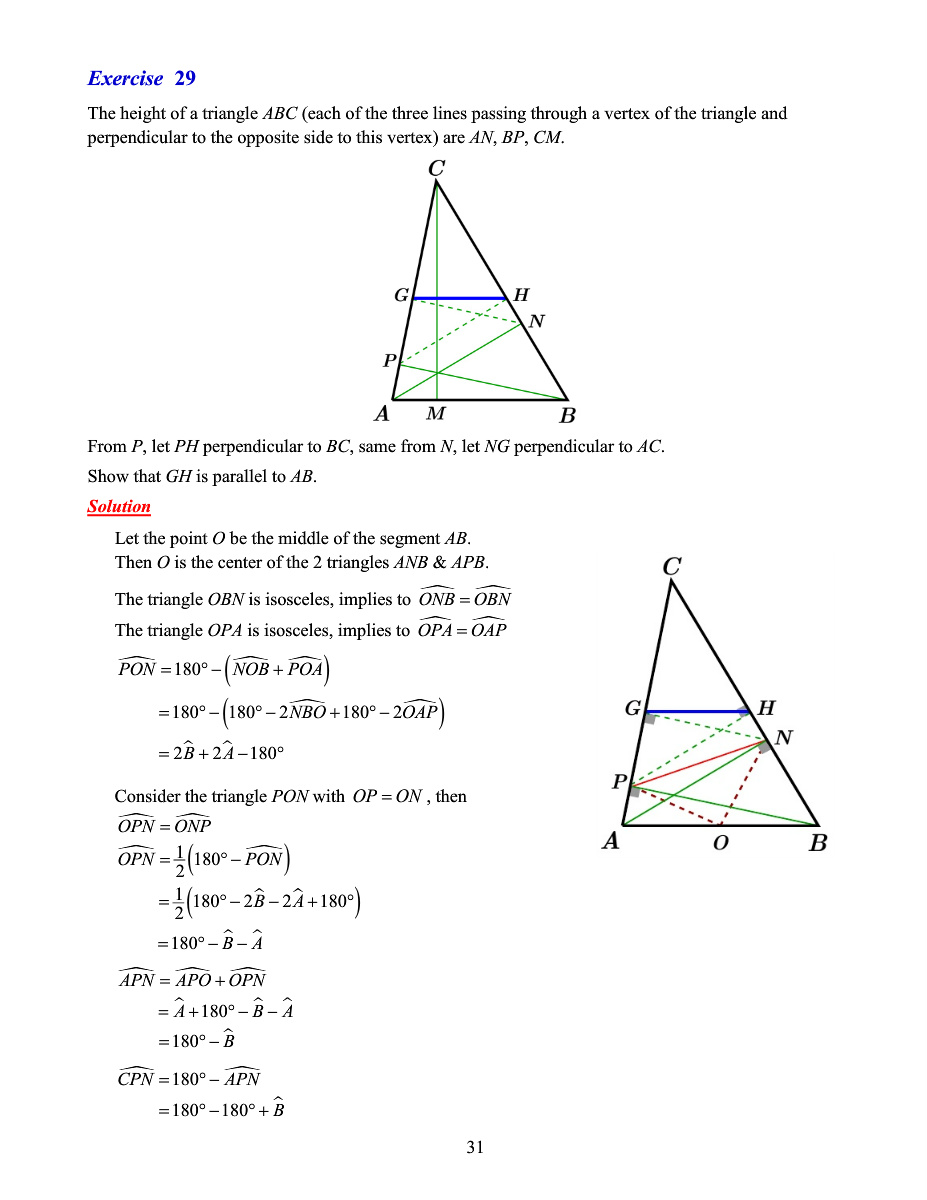 Exercise 29
The height of a triangle ABC (each of the three lines passing through a vertex of the triangle and
perpendicular to the opposite side to this vertex) are AN, BP, CM.
C
G
H
N
P
A
M
B
From P, let PH perpendicular to BC, same from N, let NG perpendicular to AC.
Show that GH is parallel to AB.
Solution
Let the point O be the middle of the segment AB.
Then O is the center of the 2 triangles ANB & APB.
The triangle OBN is isosceles, implies to \widehat{ONB} = \widehat{OBN}
The triangle OPA is isosceles, implies to \widehat{OPA} = \widehat{OAP}
\widehat{PON} = 180° − (\widehat{NOB} + \widehat{POA})
= 180° − (180° − 2\widehat{NBO} + 180° − 2\widehat{OAP})
= 2\hat{B} + 2\hat{A} − 180°
Consider the triangle PON with OP = ON , then
\widehat{OPN} = \widehat{ONP}
\widehat{OPN} = \frac{1}{2}(180° − \widehat{PON})
= \frac{1}{2}(180° − 2\hat{B} − 2\hat{A} + 180°)
= 180° − \hat{B} − \hat{A}
\widehat{APN} = \widehat{APO} + \widehat{OPN}
= \hat{A} + 180° − \hat{B} − \hat{A}
= 180° − \hat{B}
\widehat{CPN} = 180° − \widehat{APN}
= 180° − 180° + \hat{B}
C
G
H
N
P
A
O
B
31